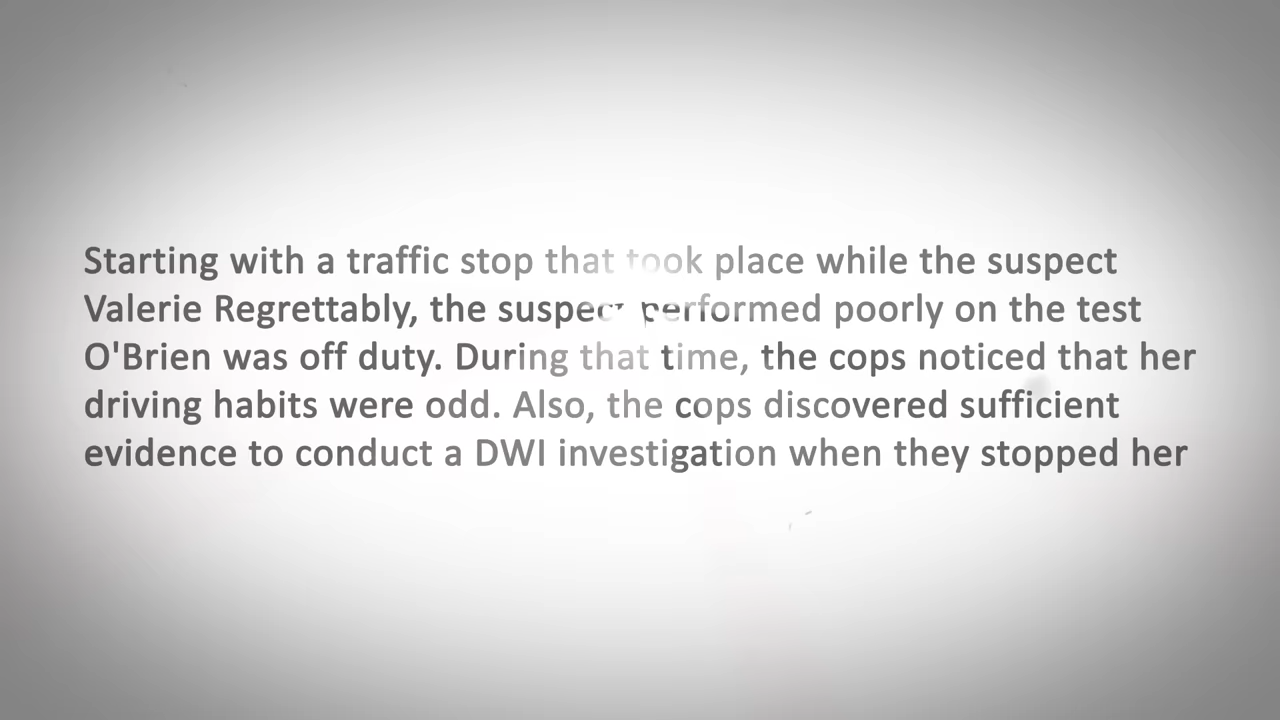 Starting with a traffic stop that took place while the suspect
Valerie Regrettably, the suspect performed poorly on the test
O'Brien was off duty. During that time, the cops noticed that her
driving habits were odd. Also, the cops discovered sufficient
evidence to conduct a DWI investigation when they stopped her